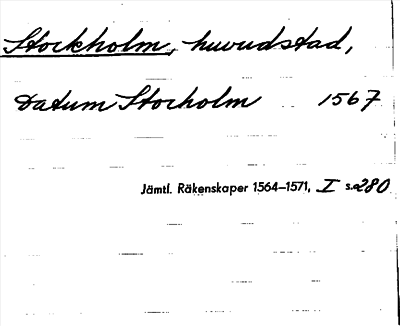 Stockholm, huvudstad,
Datum Storholm 1567
Jämtl. Räkenskaper 1564–1571, I s. 280